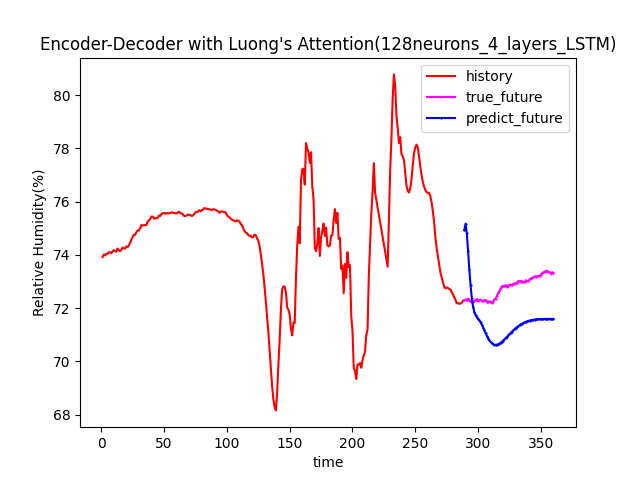 Encoder-Decoder with Luong's Attention(128neurons_4_layers_LSTM)
history
true_future
predict_future
Relative Humidity(%)
80
78
76
74
72
70
68
0 50 100 150 200 250 300 350
time